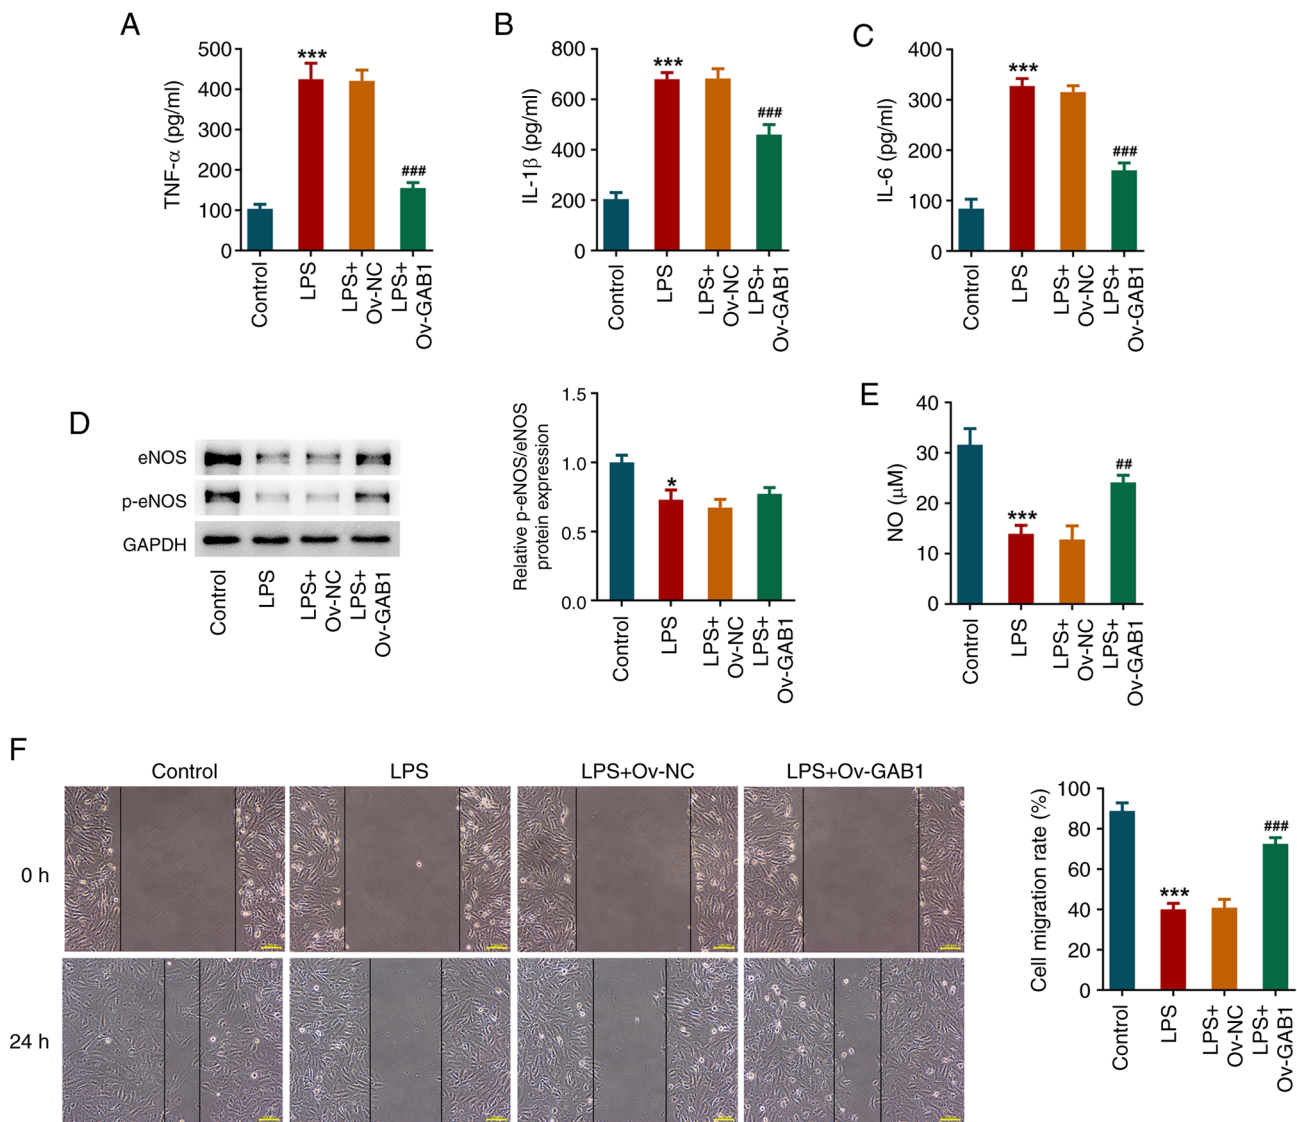 A
TNF-α (pg/ml)
500
400
300
200
100
0
***
###
Control
LPS
LPS+
Ov-NC
LPS+
Ov-GAB1
B
IL-1β (pg/ml)
800
600
400
200
0
***
###
Control
LPS
LPS+
Ov-NC
LPS+
Ov-GAB1
C
IL-6 (pg/ml)
400
300
200
100
0
***
###
Control
LPS
LPS+
Ov-NC
LPS+
Ov-GAB1
D
eNOS
p-eNOS
GAPDH
Control
LPS
LPS+
Ov-NC
LPS+
Ov-GAB1
Relative p-eNOS/eNOS
protein expression
1.5
1.0
0.5
0.0
*
Control
LPS
LPS+
Ov-NC
LPS+
Ov-GAB1
E
NO (μM)
40
30
20
10
0
***
##
Control
LPS
LPS+
Ov-NC
LPS+
Ov-GAB1
F
Control
LPS
LPS+Ov-NC
LPS+Ov-GAB1
0 h
24 h
Cell migration rate (%)
100
80
60
40
20
0
***
###
Control
LPS
LPS+
Ov-NC
LPS+
Ov-GAB1